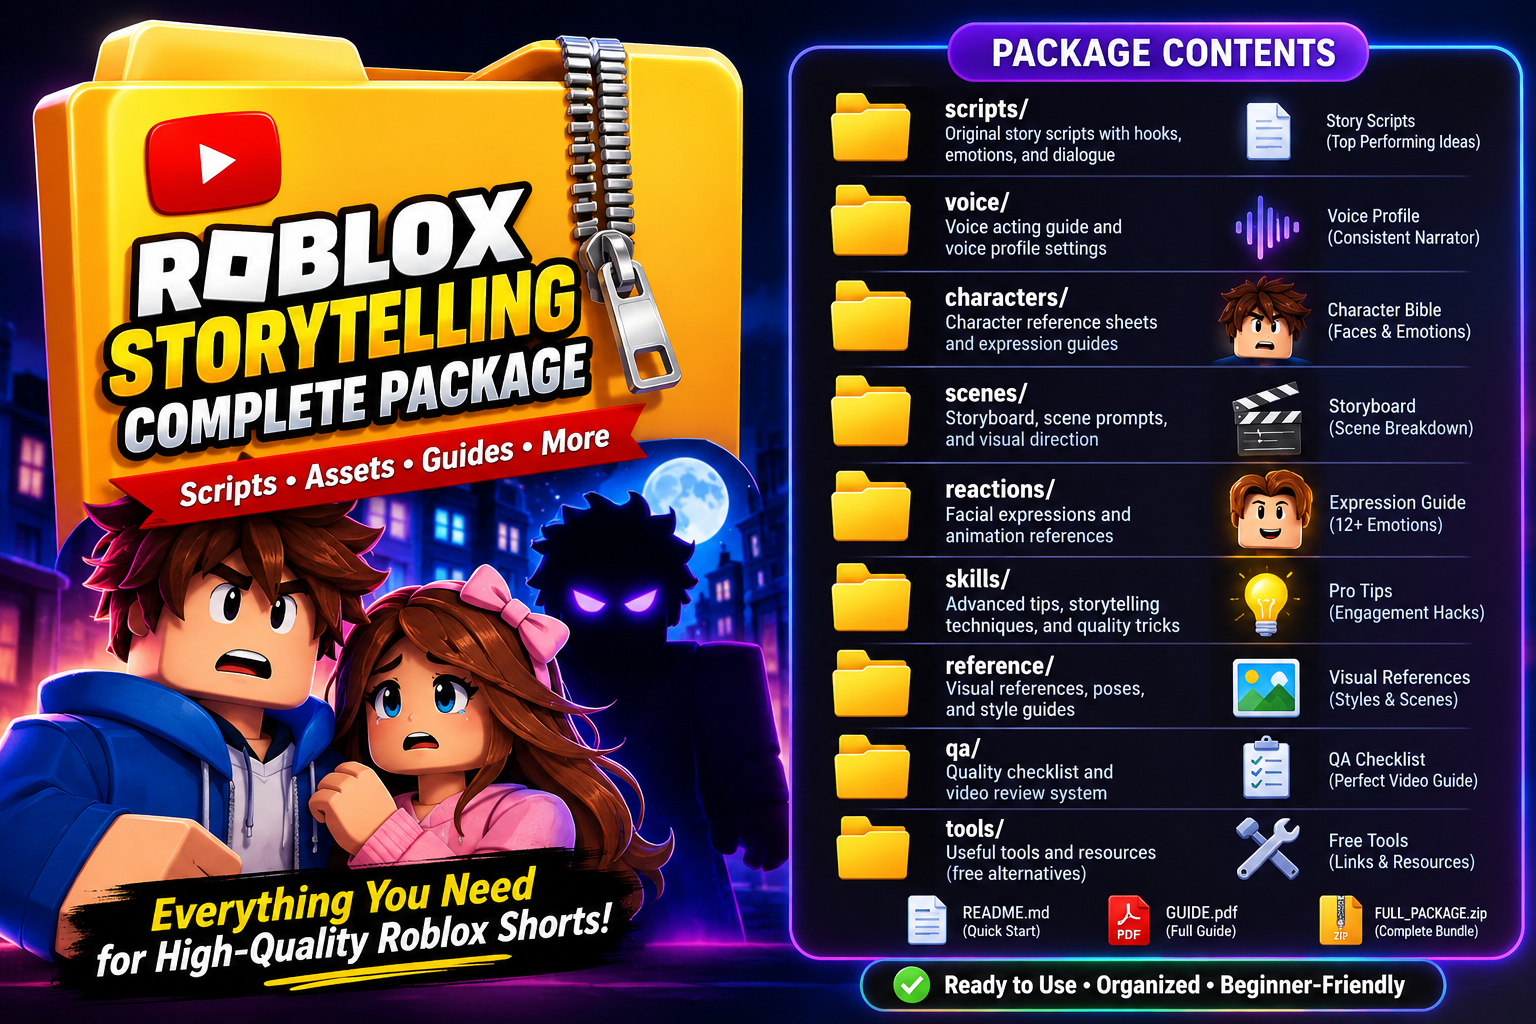 ROBLOX
STORYTELLING
COMPLETE PACKAGE
Scripts • Assets • Guides • More
Everything You Need
for High-Quality Roblox Shorts!
PACKAGE CONTENTS
scripts/
Original story scripts with hooks,
emotions, and dialogue
Story Scripts
(Top Performing Ideas)
voice/
Voice acting guide and
voice profile settings
Voice Profile
(Consistent Narrator)
characters/
Character reference sheets
and expression guides
Character Bible
(Faces & Emotions)
scenes/
Storyboard, scene prompts,
and visual direction
Storyboard
(Scene Breakdown)
reactions/
Facial expressions and
animation references
Expression Guide
(12+ Emotions)
skills/
Advanced tips, storytelling
techniques, and quality tricks
Pro Tips
(Engagement Hacks)
reference/
Visual references, poses,
and style guides
Visual References
(Styles & Scenes)
qa/
Quality checklist and
video review system
QA Checklist
(Perfect Video Guide)
tools/
Useful tools and resources
(free alternatives)
Free Tools
(Links & Resources)
README.md
(Quick Start)
PDF
GUIDE.pdf
(Full Guide)
ZIP
FULL_PACKAGE.zip
(Complete Bundle)
Ready to Use • Organized • Beginner-Friendly